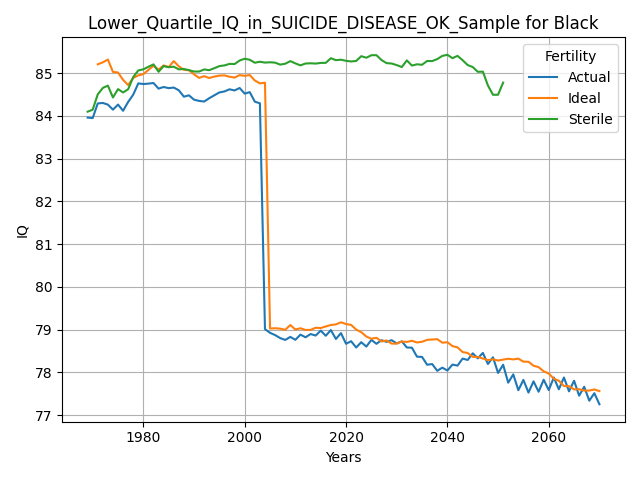 Lower_Quartile_IQ_in_SUICIDE_DISEASE_OK_Sample for Black
Fertility
Actual
Ideal
Sterile
IQ
85
84
83
82
81
80
79
78
77
1980
2000
2020
2040
2060
Years